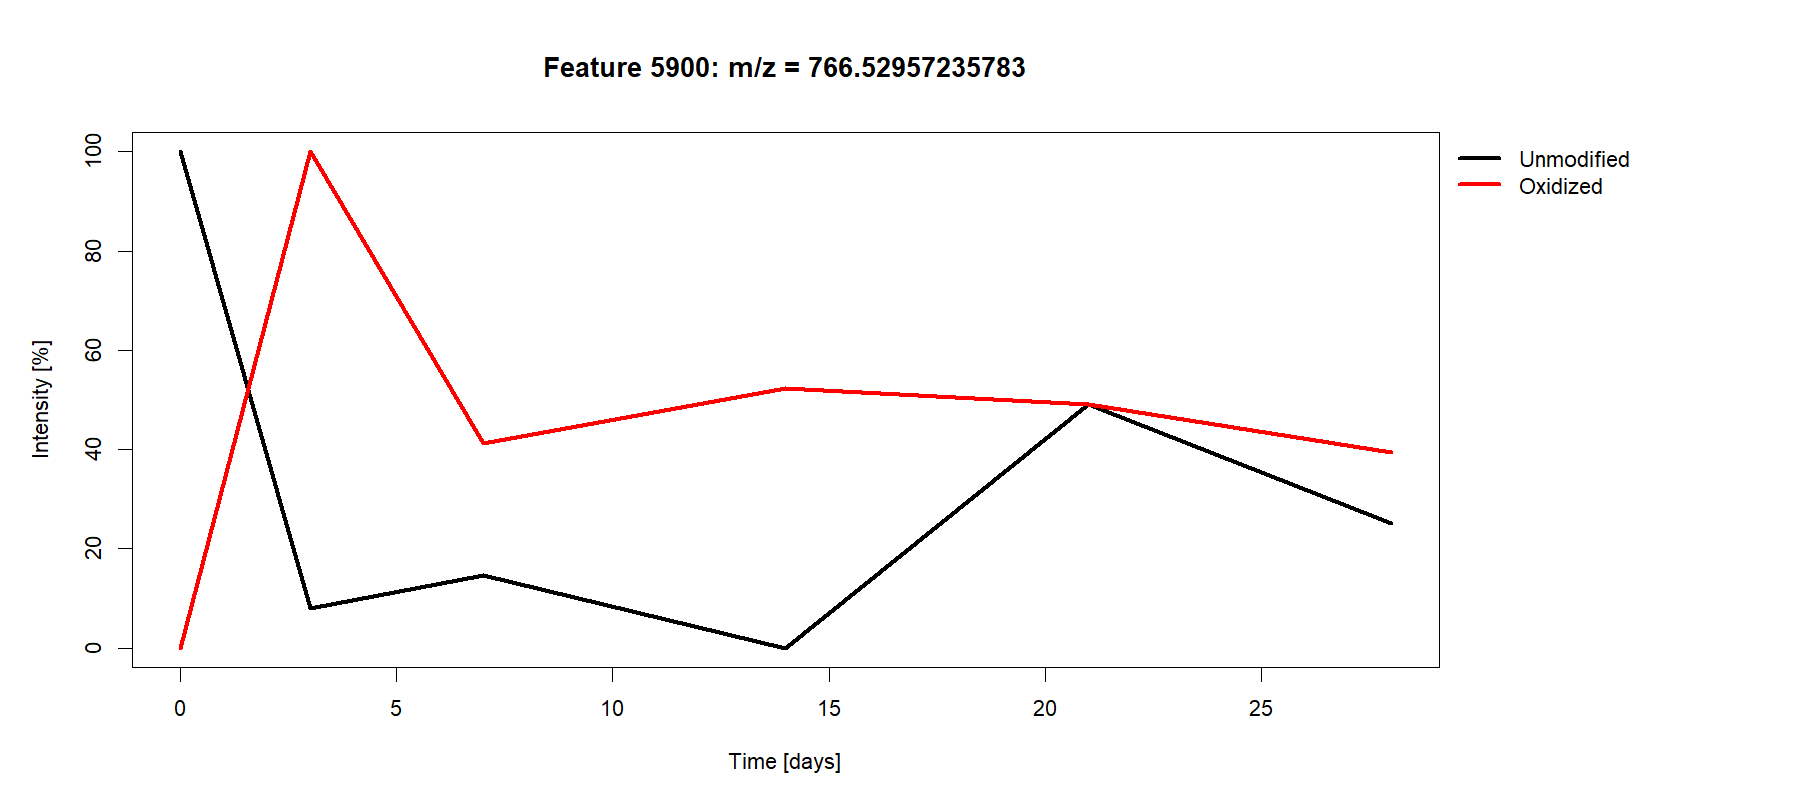 Feature 5900: m/z = 766.52957235783
Unmodified
Oxidized
Intensity [%]
100
80
60
40
20
0
0 5 10 15 20 25
Time [days]